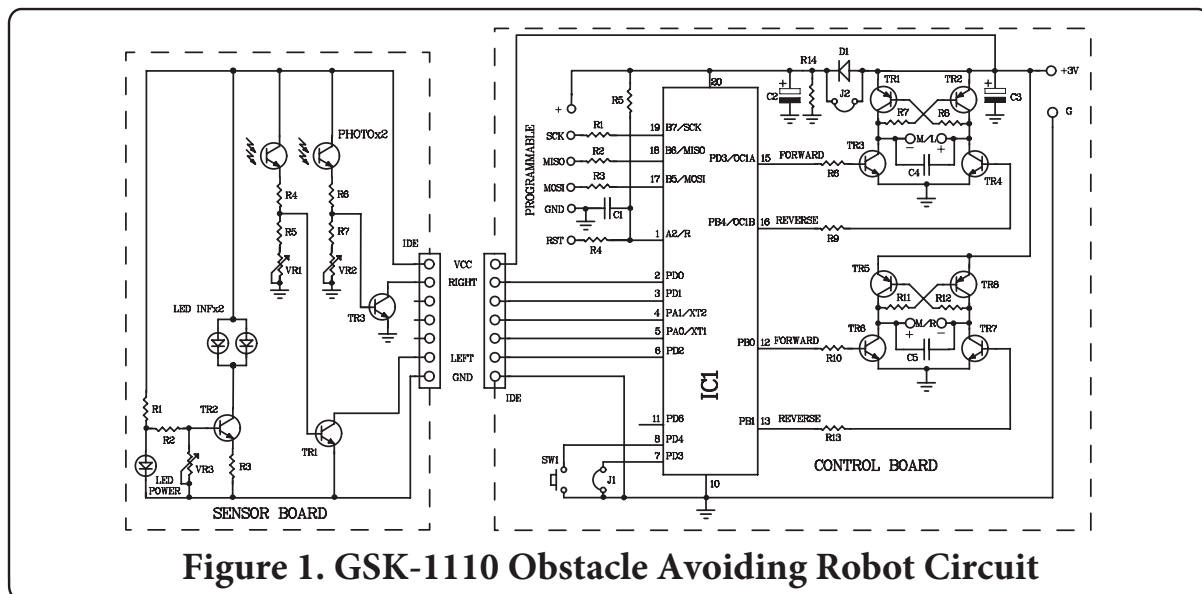 PHOTOx2
R4
R6
R5
R7
VR1
VR2
IDE
TR3
LED INFx2
R1
TR2
R2
VR3
R3
TR1
LED
POWER
SENSOR BOARD
VCC
RIGHT
LEFT
GND
IDE
PROGRAMMABLE
+
SCK
MISO
MOSI
GND
RST
R5
R1
R2
R3
C1
R4
20
19 B7/SCK
18 B6/MISO
17 B5/MOSI
1 A2/R
2 PD0
3 PD1
4 PA1/XT2
5 PA0/XT1
6 PD2
11 PD6
8 PD4
7 PD3
10
IC1
PD3/OC1A 15 FORWARD
PB4/OC1B 16 REVERSE
PB0 12 FORWARD
PB1 13 REVERSE
SW1
J1
+
C2
R14
D1
J2
TR1
TR2
R7
R8
+
C3
+3V
G
TR3
- M/L +
C4
TR4
R6
R9
TR5
TR8
R11
R12
TR6
+ M/R -
C5
TR7
R10
R13
CONTROL BOARD
Figure 1. GSK-1110 Obstacle Avoiding Robot Circuit